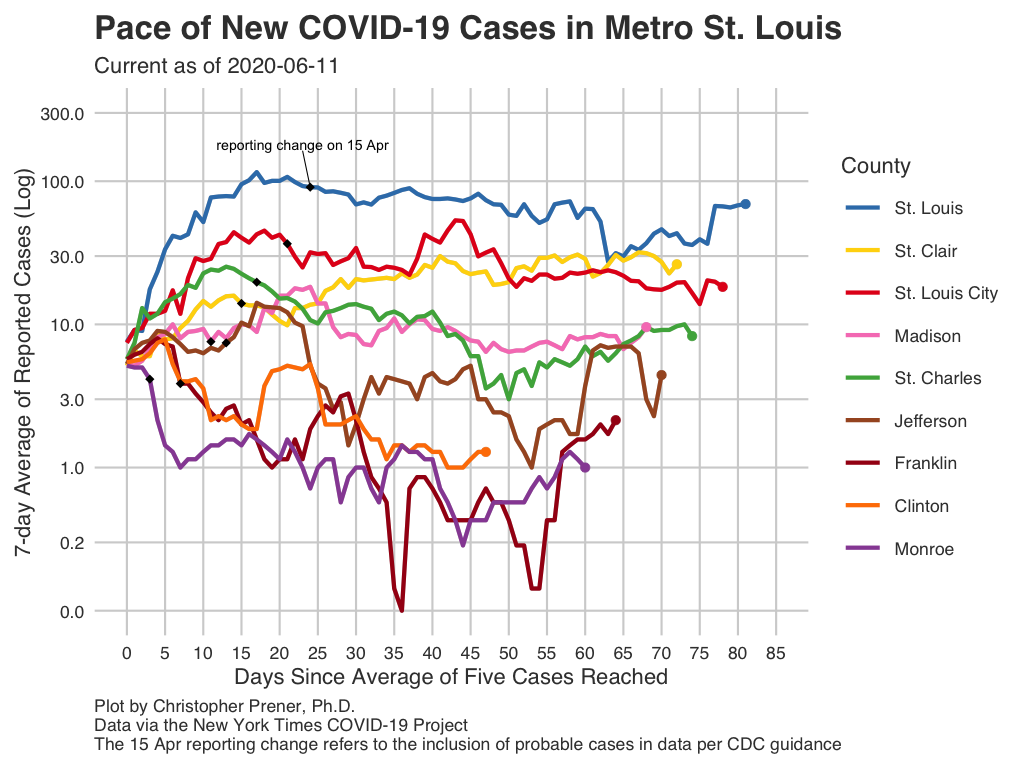 Pace of New COVID-19 Cases in Metro St. Louis
Current as of 2020-06-11
7-day Average of Reported Cases (Log)
300.0
100.0
30.0
10.0
3.0
1.0
0.2
0.0
reporting change on 15 Apr
0 5 10 15 20 25 30 35 40 45 50 55 60 65 70 75 80 85
Days Since Average of Five Cases Reached
County
St. Louis
St. Clair
St. Louis City
Madison
St. Charles
Jefferson
Franklin
Clinton
Monroe
Plot by Christopher Prener, Ph.D.
Data via the New York Times COVID-19 Project
The 15 Apr reporting change refers to the inclusion of probable cases in data per CDC guidance